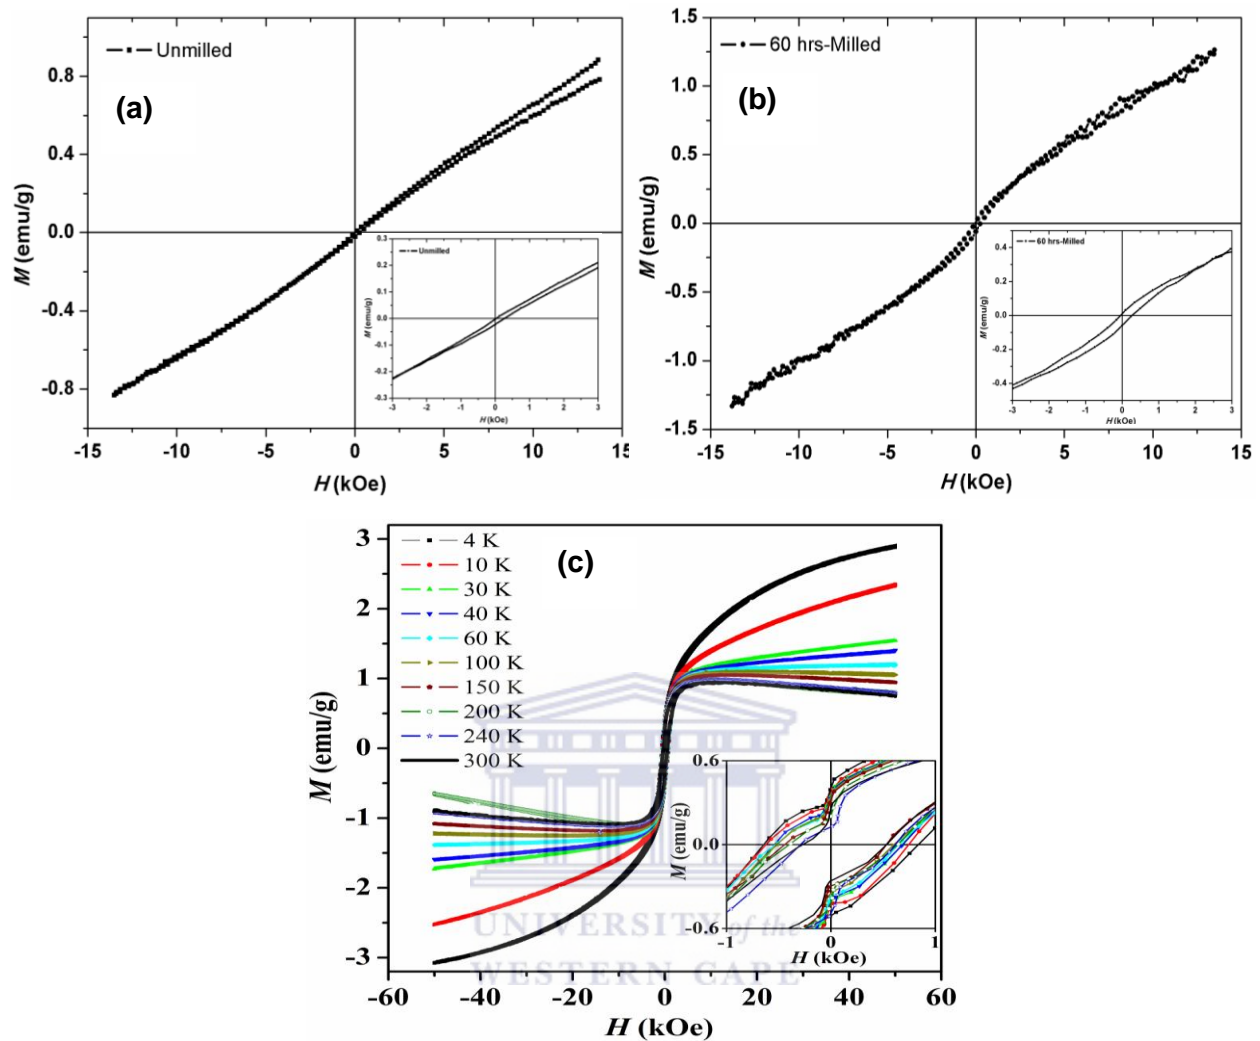 Unmilled
(a)
M (emu/g)
0.8
0.4
0.0
-0.4
-0.8
-15 -10 -5 0 5 10 15
H (kOe)
Unmilled
M (emu/g)
0.3
0.2
0.1
0.0
-0.1
-0.2
-0.3
-3 -2 -1 0 1 2 3
H (kOe)
60 hrs-Milled
(b)
M (emu/g)
1.5
1.0
0.5
0.0
-0.5
-1.0
-1.5
-15 -10 -5 0 5 10 15
H (kOe)
60 hrs-Milled
M (emu/g)
0.4
0.2
0.0
-0.2
-0.4
-3 -2 -1 0 1 2 3
H (kOe)
(c)
4 K
10 K
30 K
40 K
60 K
100 K
150 K
200 K
240 K
300 K
M (emu/g)
3
2
1
0
-1
-2
-3
-60 -40 -20 0 20 40 60
H (kOe)
M (emu/g)
0.6
0.0
-0.6
-1 0 1
H (kOe)
UNIVERSITY of the
WESTERN CAPE